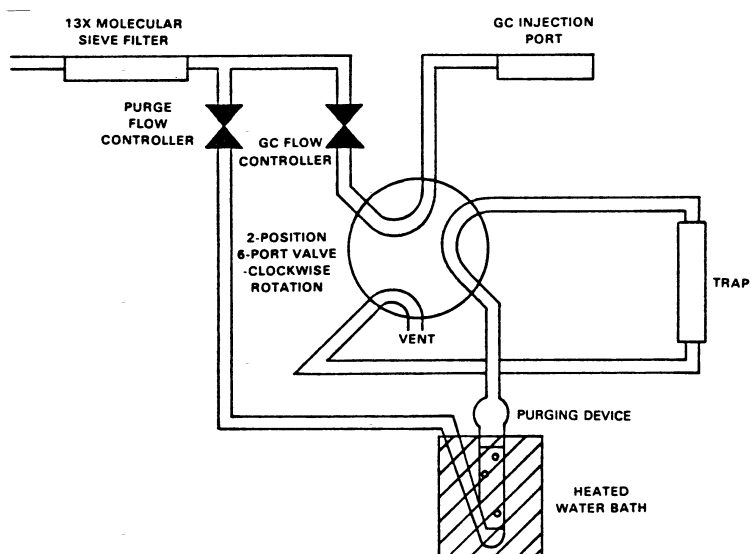 13X MOLECULAR
SIEVE FILTER
GC INJECTION
PORT
PURGE
FLOW
CONTROLLER
GC FLOW
CONTROLLER
2-POSITION
6-PORT VALVE
-CLOCKWISE
ROTATION
TRAP
VENT
PURGING DEVICE
HEATED
WATER BATH